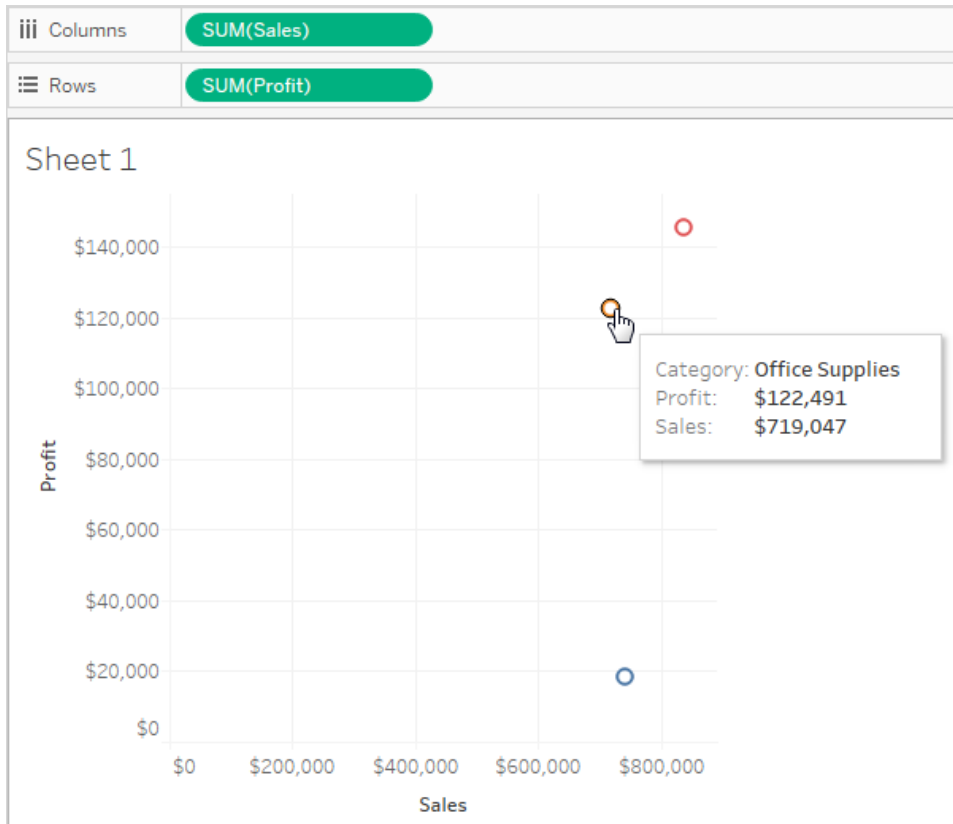 Columns SUM(Sales)
Rows SUM(Profit)
Sheet 1
$140,000
$120,000
Category: Office Supplies
Profit: $122,491
Sales: $719,047
$100,000
$80,000
Profit
$60,000
$40,000
$20,000
$0
$0 $200,000 $400,000 $600,000 $800,000
Sales